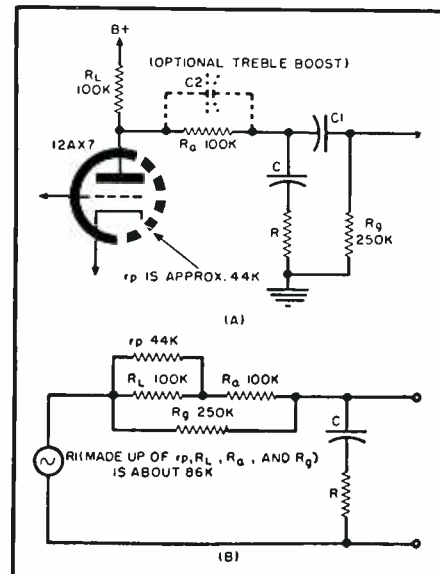 B+
RL
100K
(OPTIONAL TREBLE BOOST)
C2
12AX7
Ra 100K
C1
C
R
Rg
250K
rp IS APPROX. 44K
(A)
rp 44K
RL 100K
Ra 100K
Rg 250K
C
R1(MADE UP OF rp, RL, Ra, AND Rg)
IS ABOUT 86K
R
(B)